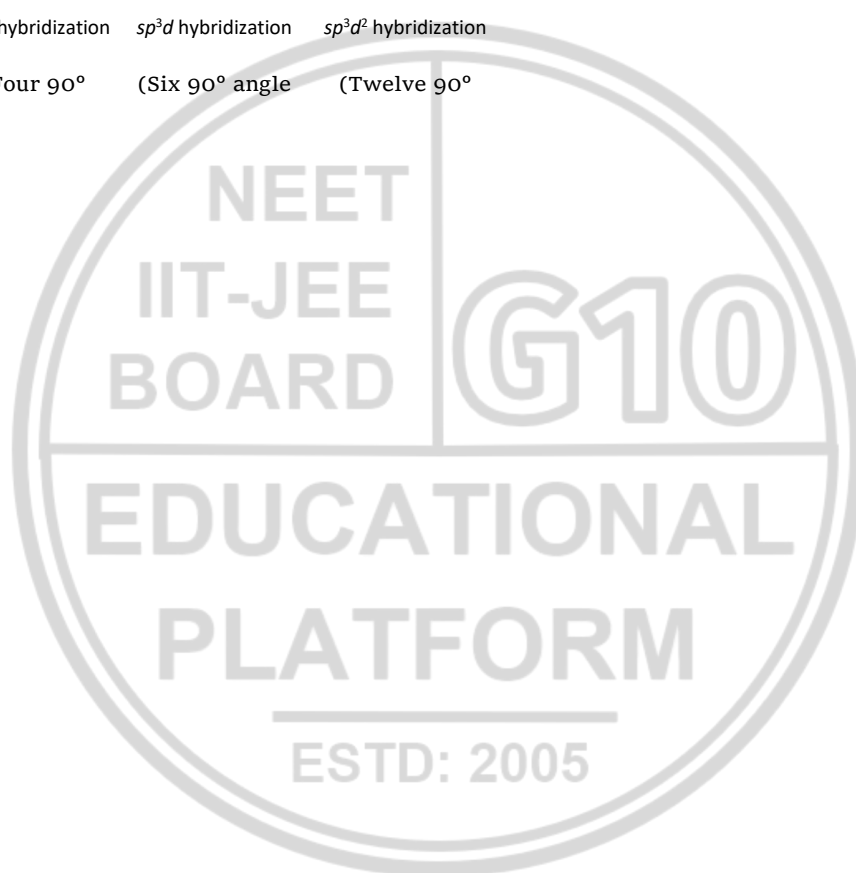 hybridization sp³d hybridization sp³d² hybridization
our 90° (Six 90° angle (Twelve 90°
NEET
IIT-JEE
BOARD
G10
EDUCATIONAL
PLATFORM
ESTD: 2005